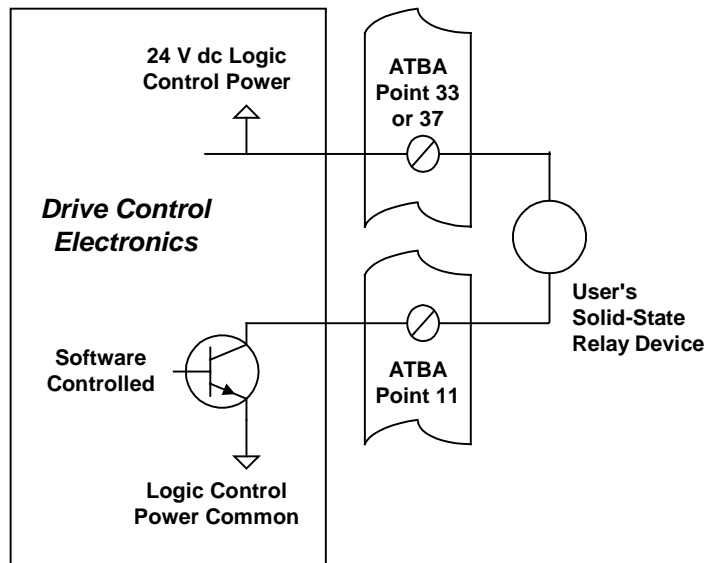 24 V dc Logic
Control Power
ATBA
Point 33
or 37
Drive Control
Electronics
User's
Solid-State
Relay Device
Software
Controlled
ATBA
Point 11
Logic Control
Power Common